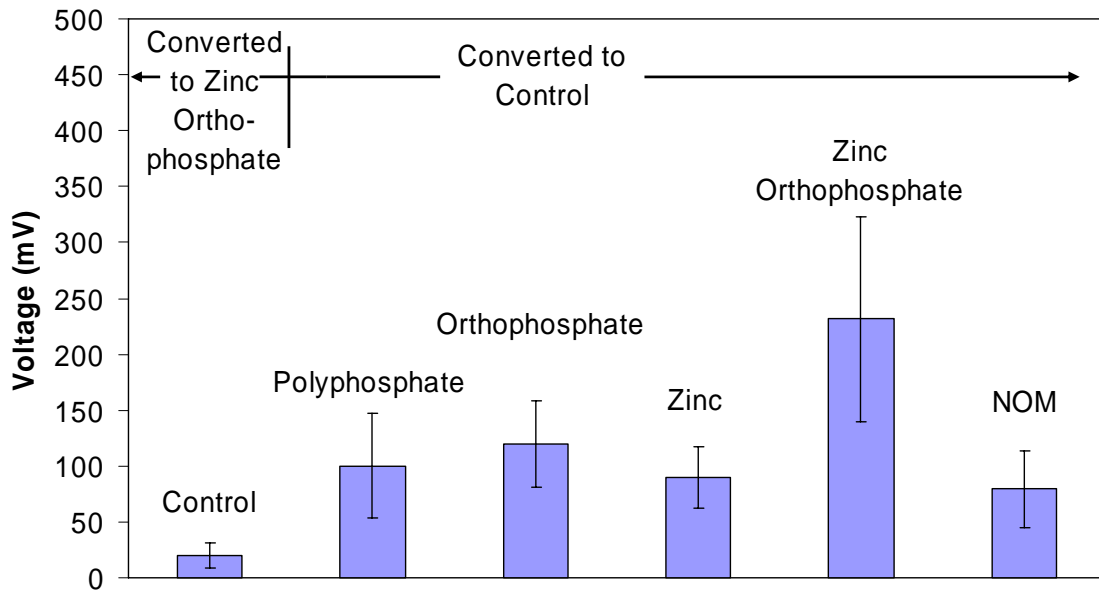 500
450
400
350
300
250
200
150
100
50
0
Voltage (mV)
Converted
to Zinc
Ortho-
phosphate
Converted to
Control
Control
Polyphosphate
Orthophosphate
Zinc
Zinc
Orthophosphate
NOM